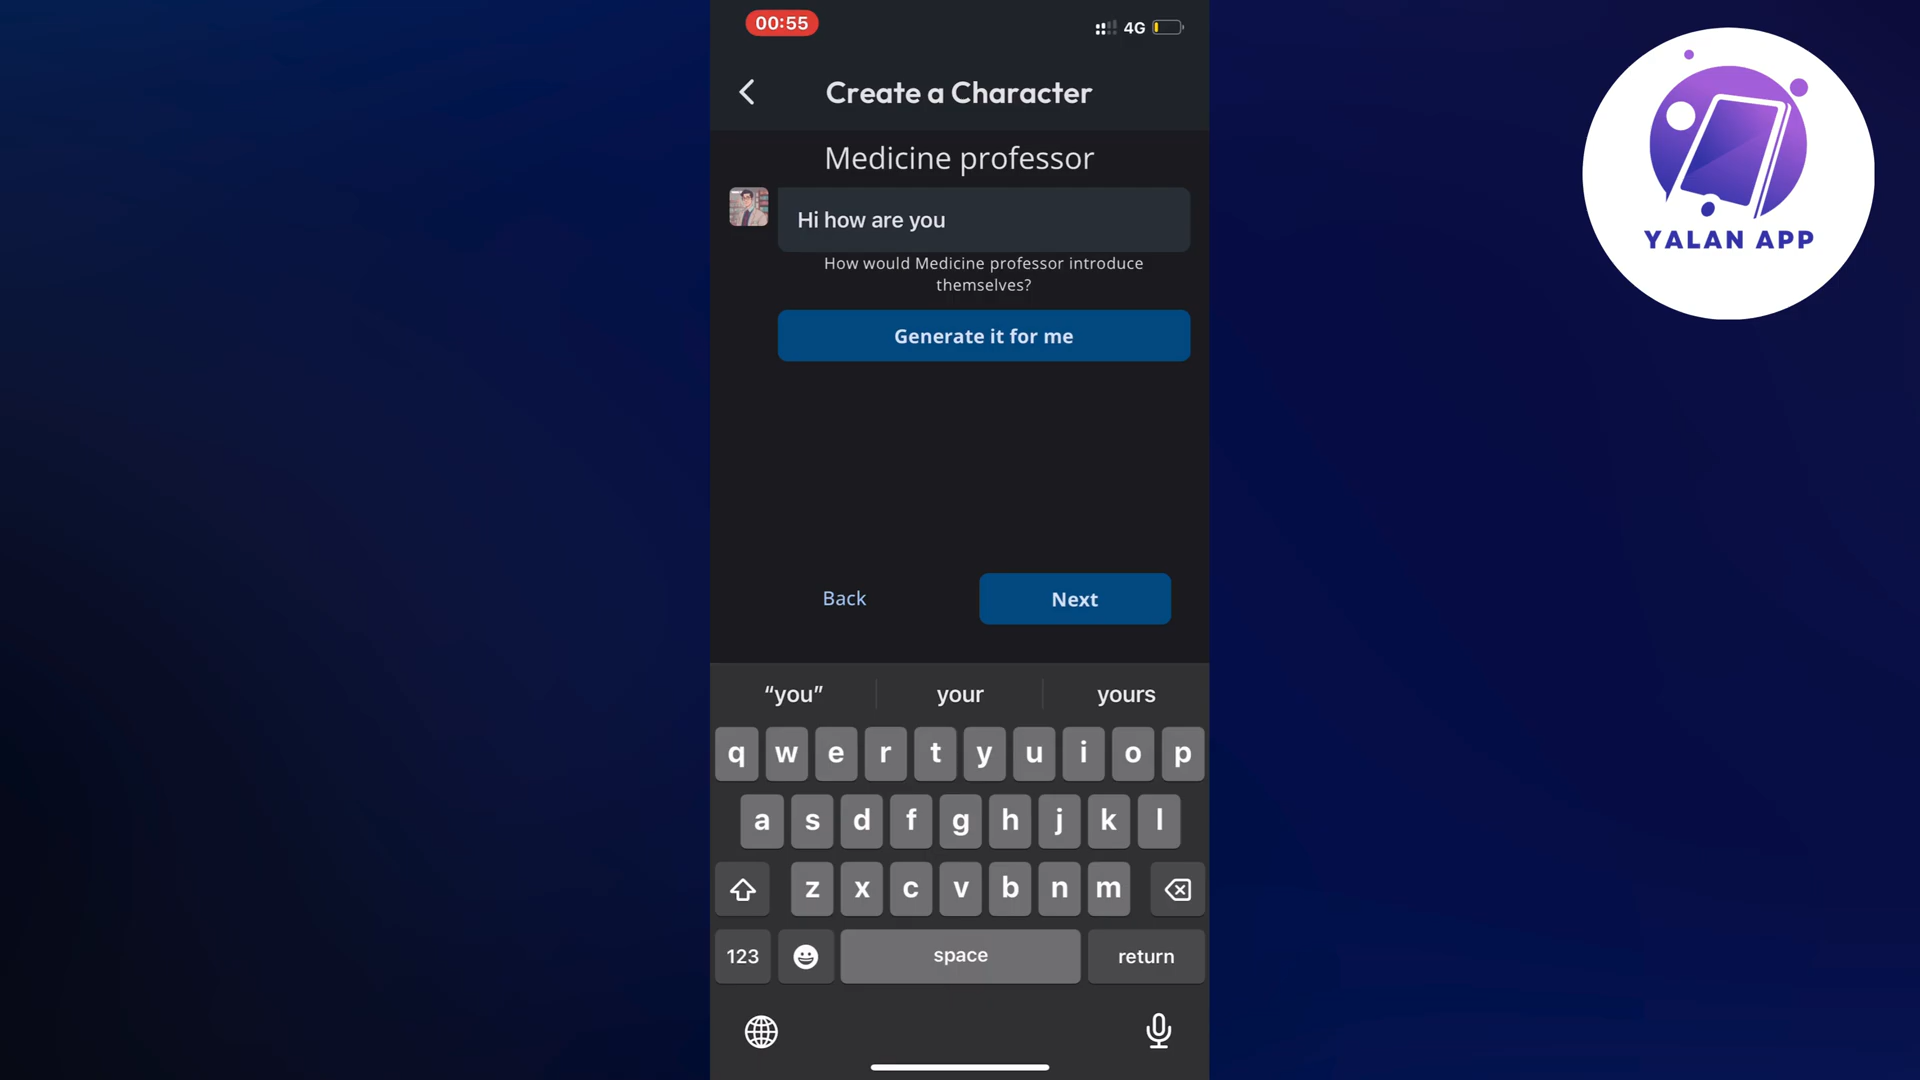 00:55
4G
Create a Character
Medicine professor
Hi how are you
How would Medicine professor introduce
themselves?
Generate it for me
Back
Next
“you”
your
yours
q w e r t y u i o p
a s d f g h j k l
z x c v b n m
123
space
return
YALAN APP